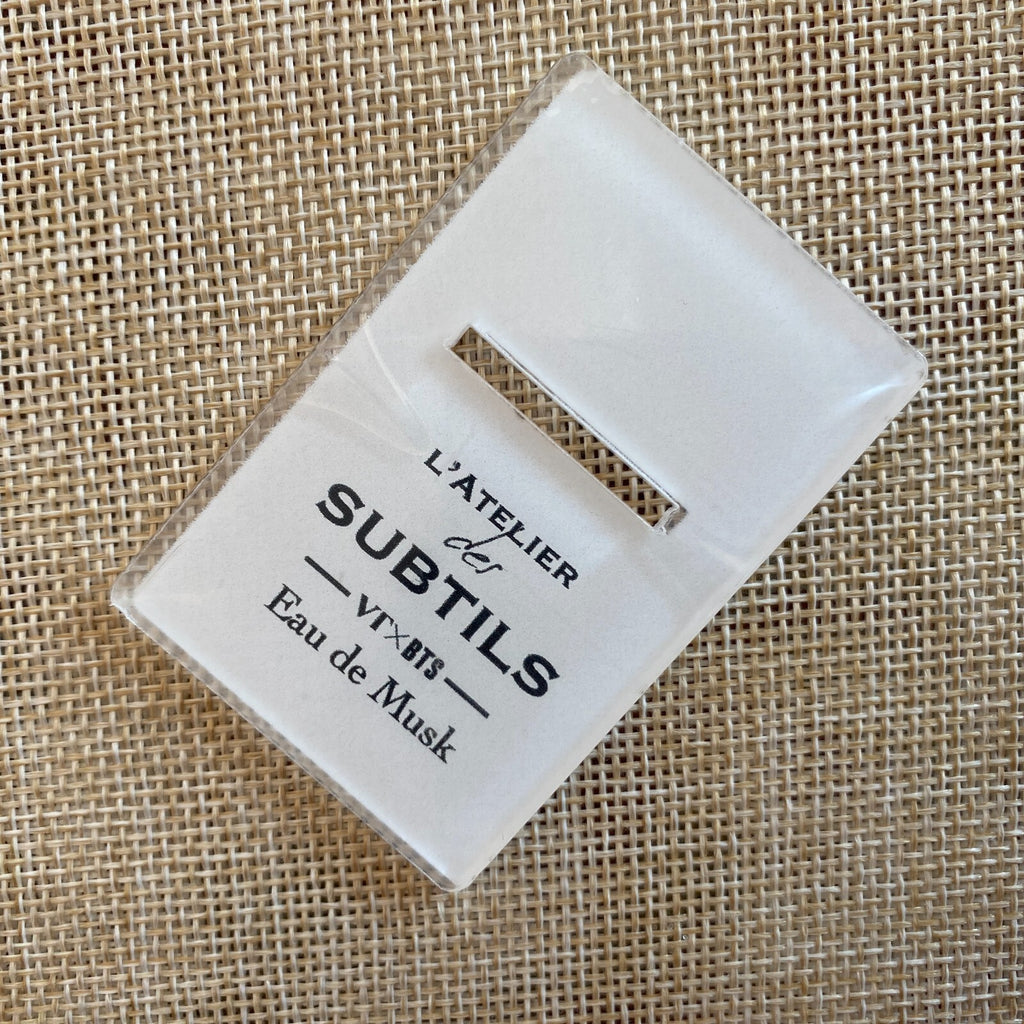 L'ATELIER
des
SUBTILS
VT×BTS
Eau de Musk